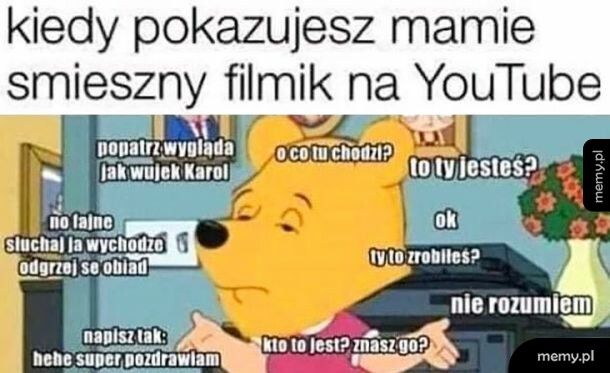 kiedy pokazujesz mamie
smieszny filmik na YouTube
popatrz wygląda
jak wujek Karol
o co tu chodzi?
to ty jesteś?
memy.pl
no fajne
słuchaj ja wychodze
odgrzej se obiad
ok
ty to zrobiłeś?
nie rozumiem
napisz tak:
hehe super pozdrawiam
kto to jest? znasz go?
memy.pl